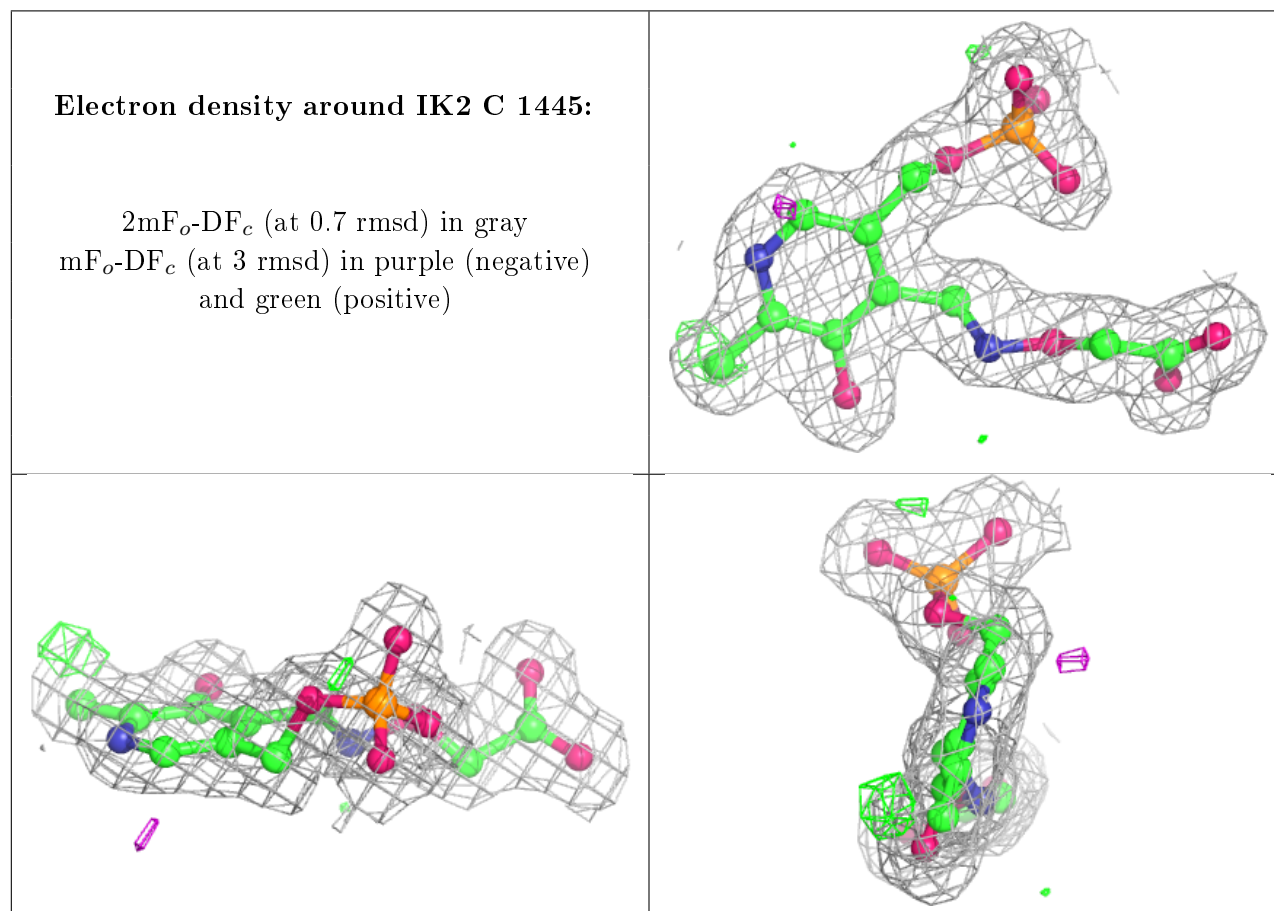 Electron density around IK2 C 1445:
2mFₒ-DF𝒸 (at 0.7 rmsd) in gray
mFₒ-DF𝒸 (at 3 rmsd) in purple (negative)
and green (positive)